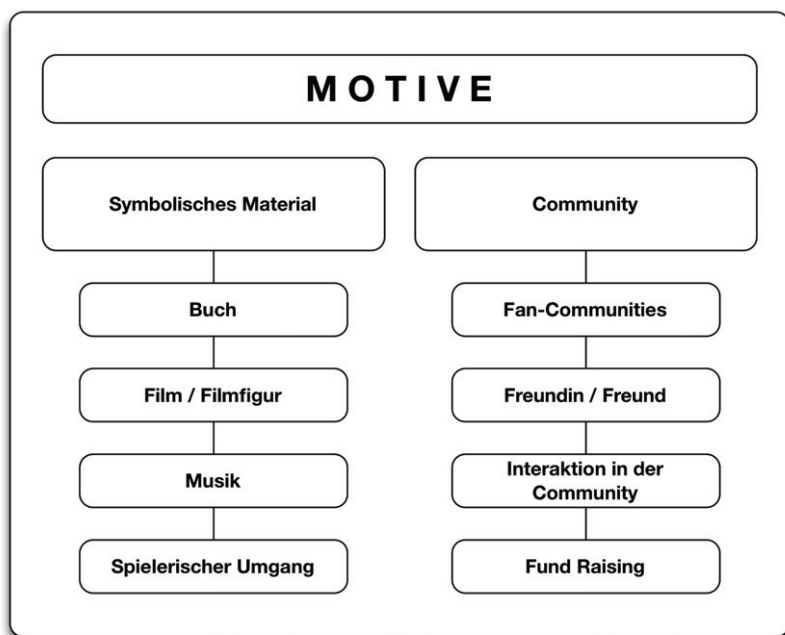 MOTIVE
Symbolisches Material
Buch
Film / Filmfigur
Musik
Spielerischer Umgang
Community
Fan-Communities
Freundin / Freund
Interaktion in der
Community
Fund Raising